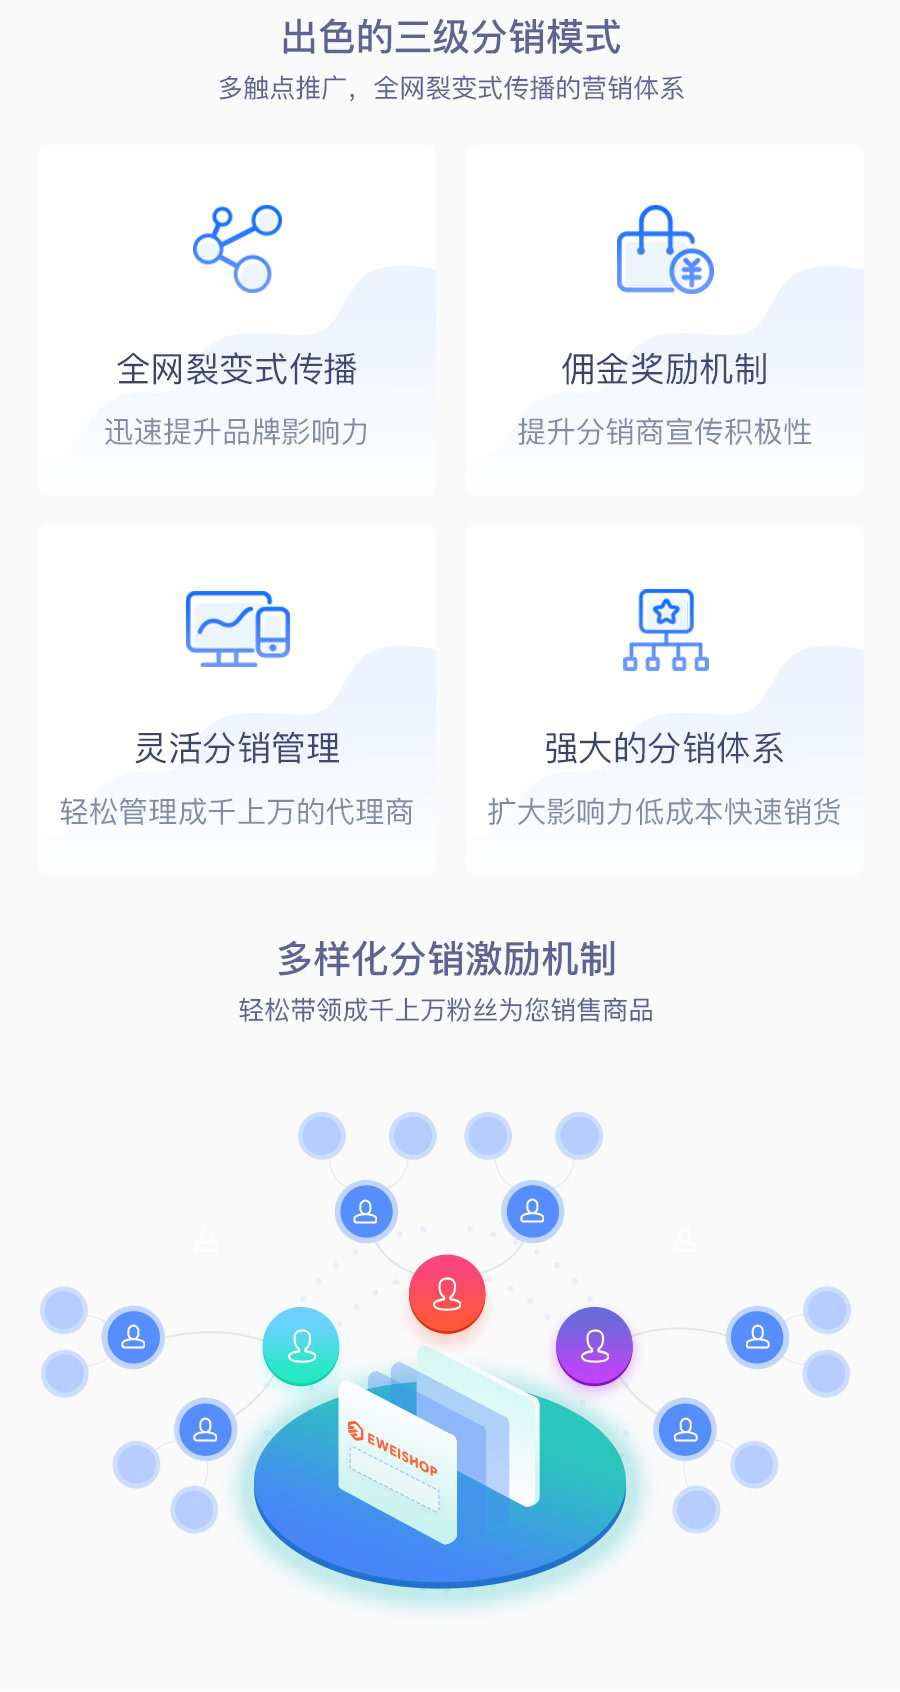 出色的三级分销模式
多触点推广，全网裂变式传播的营销体系
全网裂变式传播
迅速提升品牌影响力
佣金奖励机制
提升分销商宣传积极性
灵活分销管理
轻松管理成千上万的代理商
强大的分销体系
扩大影响力低成本快速销货
多样化分销激励机制
轻松带领成千上万粉丝为您销售商品
EWEISHOP